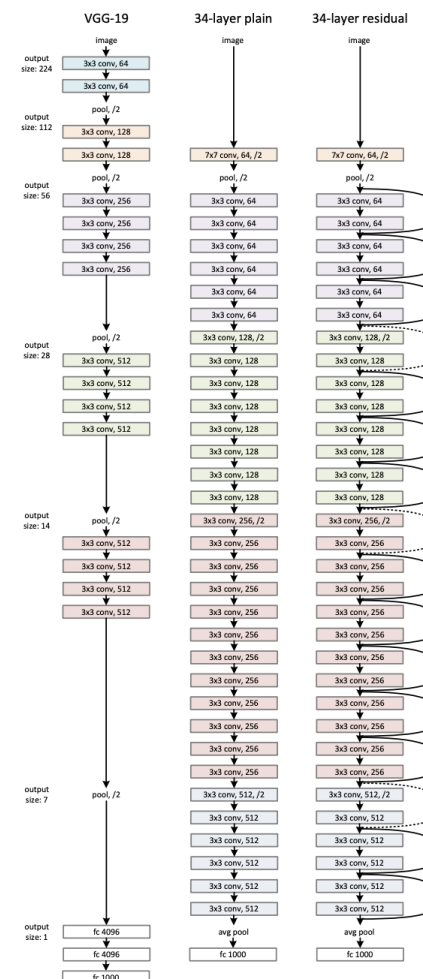 VGG-19
34-layer plain
34-layer residual
output
size: 224
image
3x3 conv, 64
3x3 conv, 64
output
size: 112
pool, /2
3x3 conv, 128
3x3 conv, 128
output
size: 56
pool, /2
3x3 conv, 256
3x3 conv, 256
3x3 conv, 256
3x3 conv, 256
output
size: 28
pool, /2
3x3 conv, 512
3x3 conv, 512
3x3 conv, 512
3x3 conv, 512
output
size: 14
pool, /2
3x3 conv, 512
3x3 conv, 512
3x3 conv, 512
3x3 conv, 512
output
size: 7
pool, /2
output
size: 1
fc 4096
fc 4096
fc 1000
image
7x7 conv, 64, /2
pool, /2
3x3 conv, 64
3x3 conv, 64
3x3 conv, 64
3x3 conv, 64
3x3 conv, 64
3x3 conv, 64
3x3 conv, 128, /2
3x3 conv, 128
3x3 conv, 128
3x3 conv, 128
3x3 conv, 128
3x3 conv, 128
3x3 conv, 128
3x3 conv, 128
3x3 conv, 256, /2
3x3 conv, 256
3x3 conv, 256
3x3 conv, 256
3x3 conv, 256
3x3 conv, 256
3x3 conv, 256
3x3 conv, 256
3x3 conv, 256
3x3 conv, 256
3x3 conv, 256
3x3 conv, 256
3x3 conv, 512, /2
3x3 conv, 512
3x3 conv, 512
3x3 conv, 512
3x3 conv, 512
3x3 conv, 512
avg pool
fc 1000
image
7x7 conv, 64, /2
pool, /2
3x3 conv, 64
3x3 conv, 64
3x3 conv, 64
3x3 conv, 64
3x3 conv, 64
3x3 conv, 64
3x3 conv, 128, /2
3x3 conv, 128
3x3 conv, 128
3x3 conv, 128
3x3 conv, 128
3x3 conv, 128
3x3 conv, 128
3x3 conv, 128
3x3 conv, 256, /2
3x3 conv, 256
3x3 conv, 256
3x3 conv, 256
3x3 conv, 256
3x3 conv, 256
3x3 conv, 256
3x3 conv, 256
3x3 conv, 256
3x3 conv, 256
3x3 conv, 256
3x3 conv, 256
3x3 conv, 512, /2
3x3 conv, 512
3x3 conv, 512
3x3 conv, 512
3x3 conv, 512
3x3 conv, 512
avg pool
fc 1000